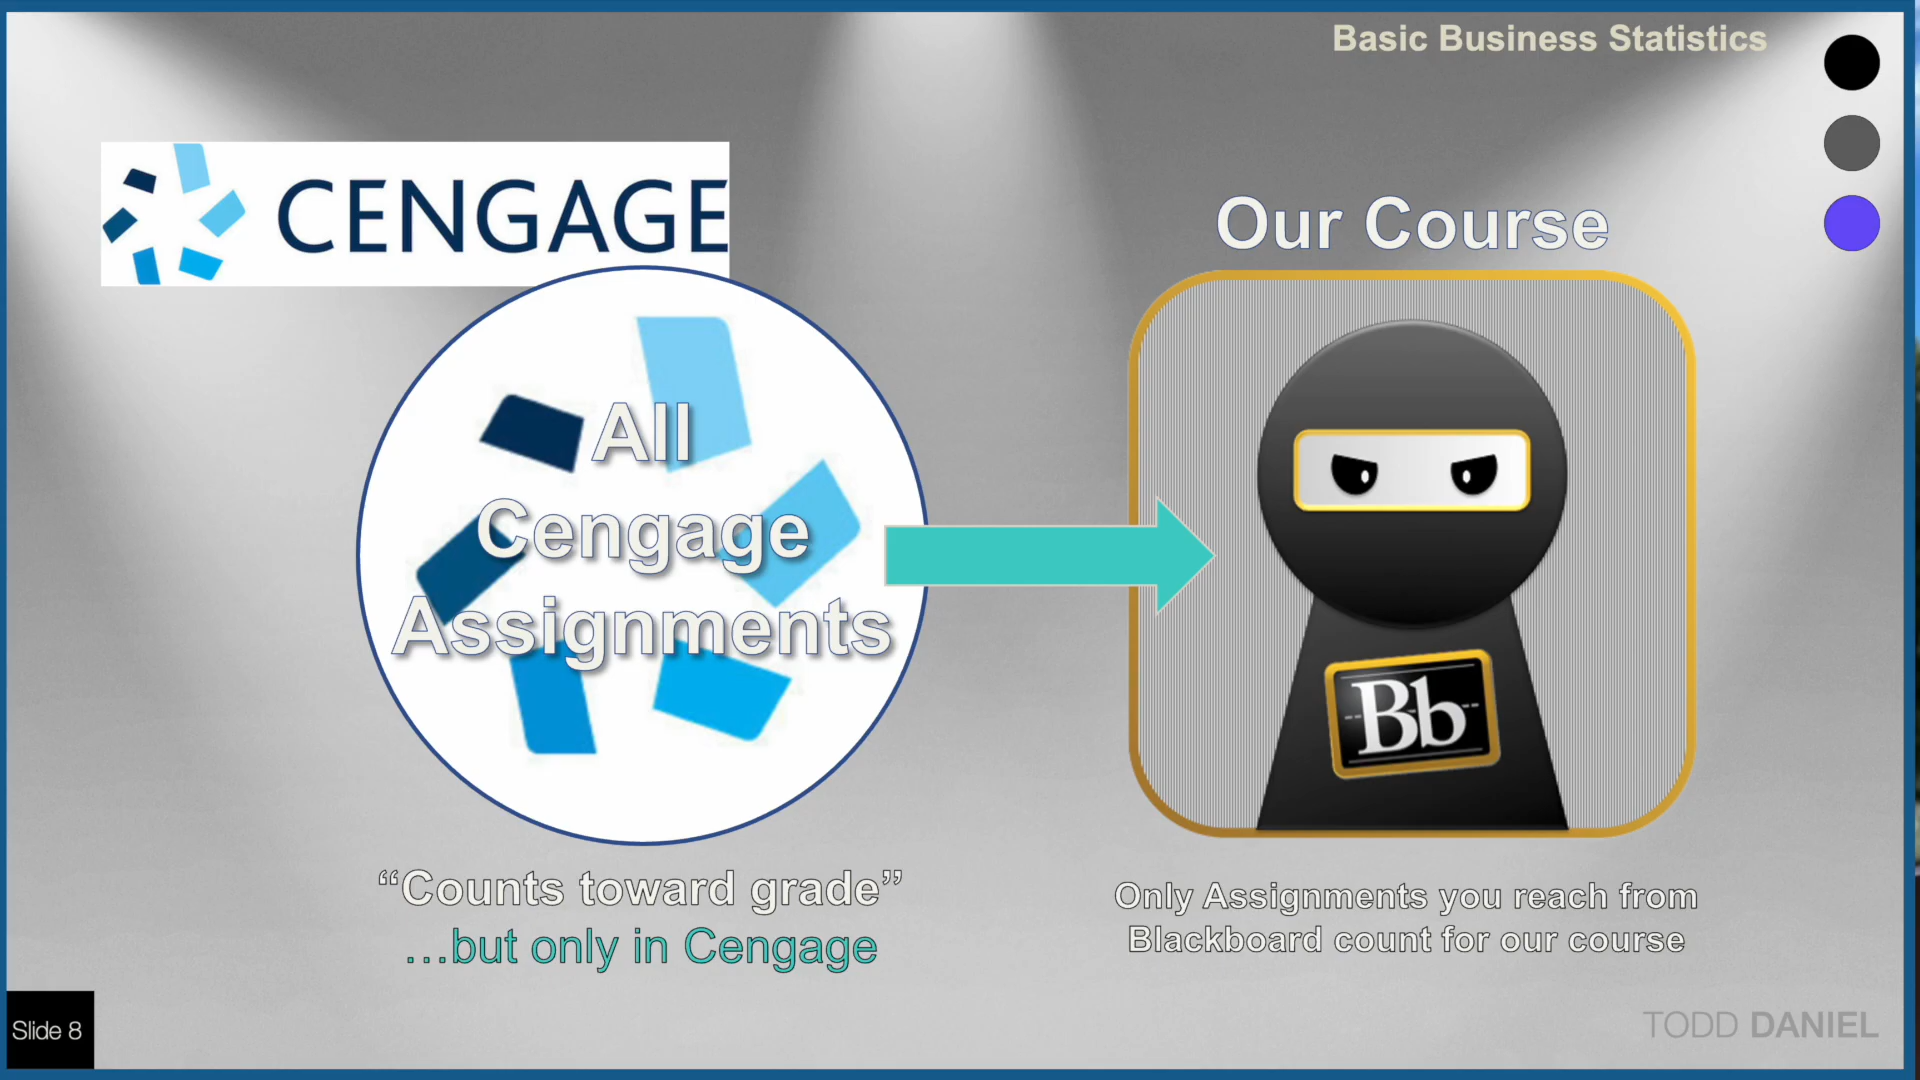 Basic Business Statistics
CENGAGE
Our Course
All
Cengage
Assignments
Bb
“Counts toward grade”
…but only in Cengage
Only Assignments you reach from
Blackboard count for our course
Slide 8
TODD DANIEL